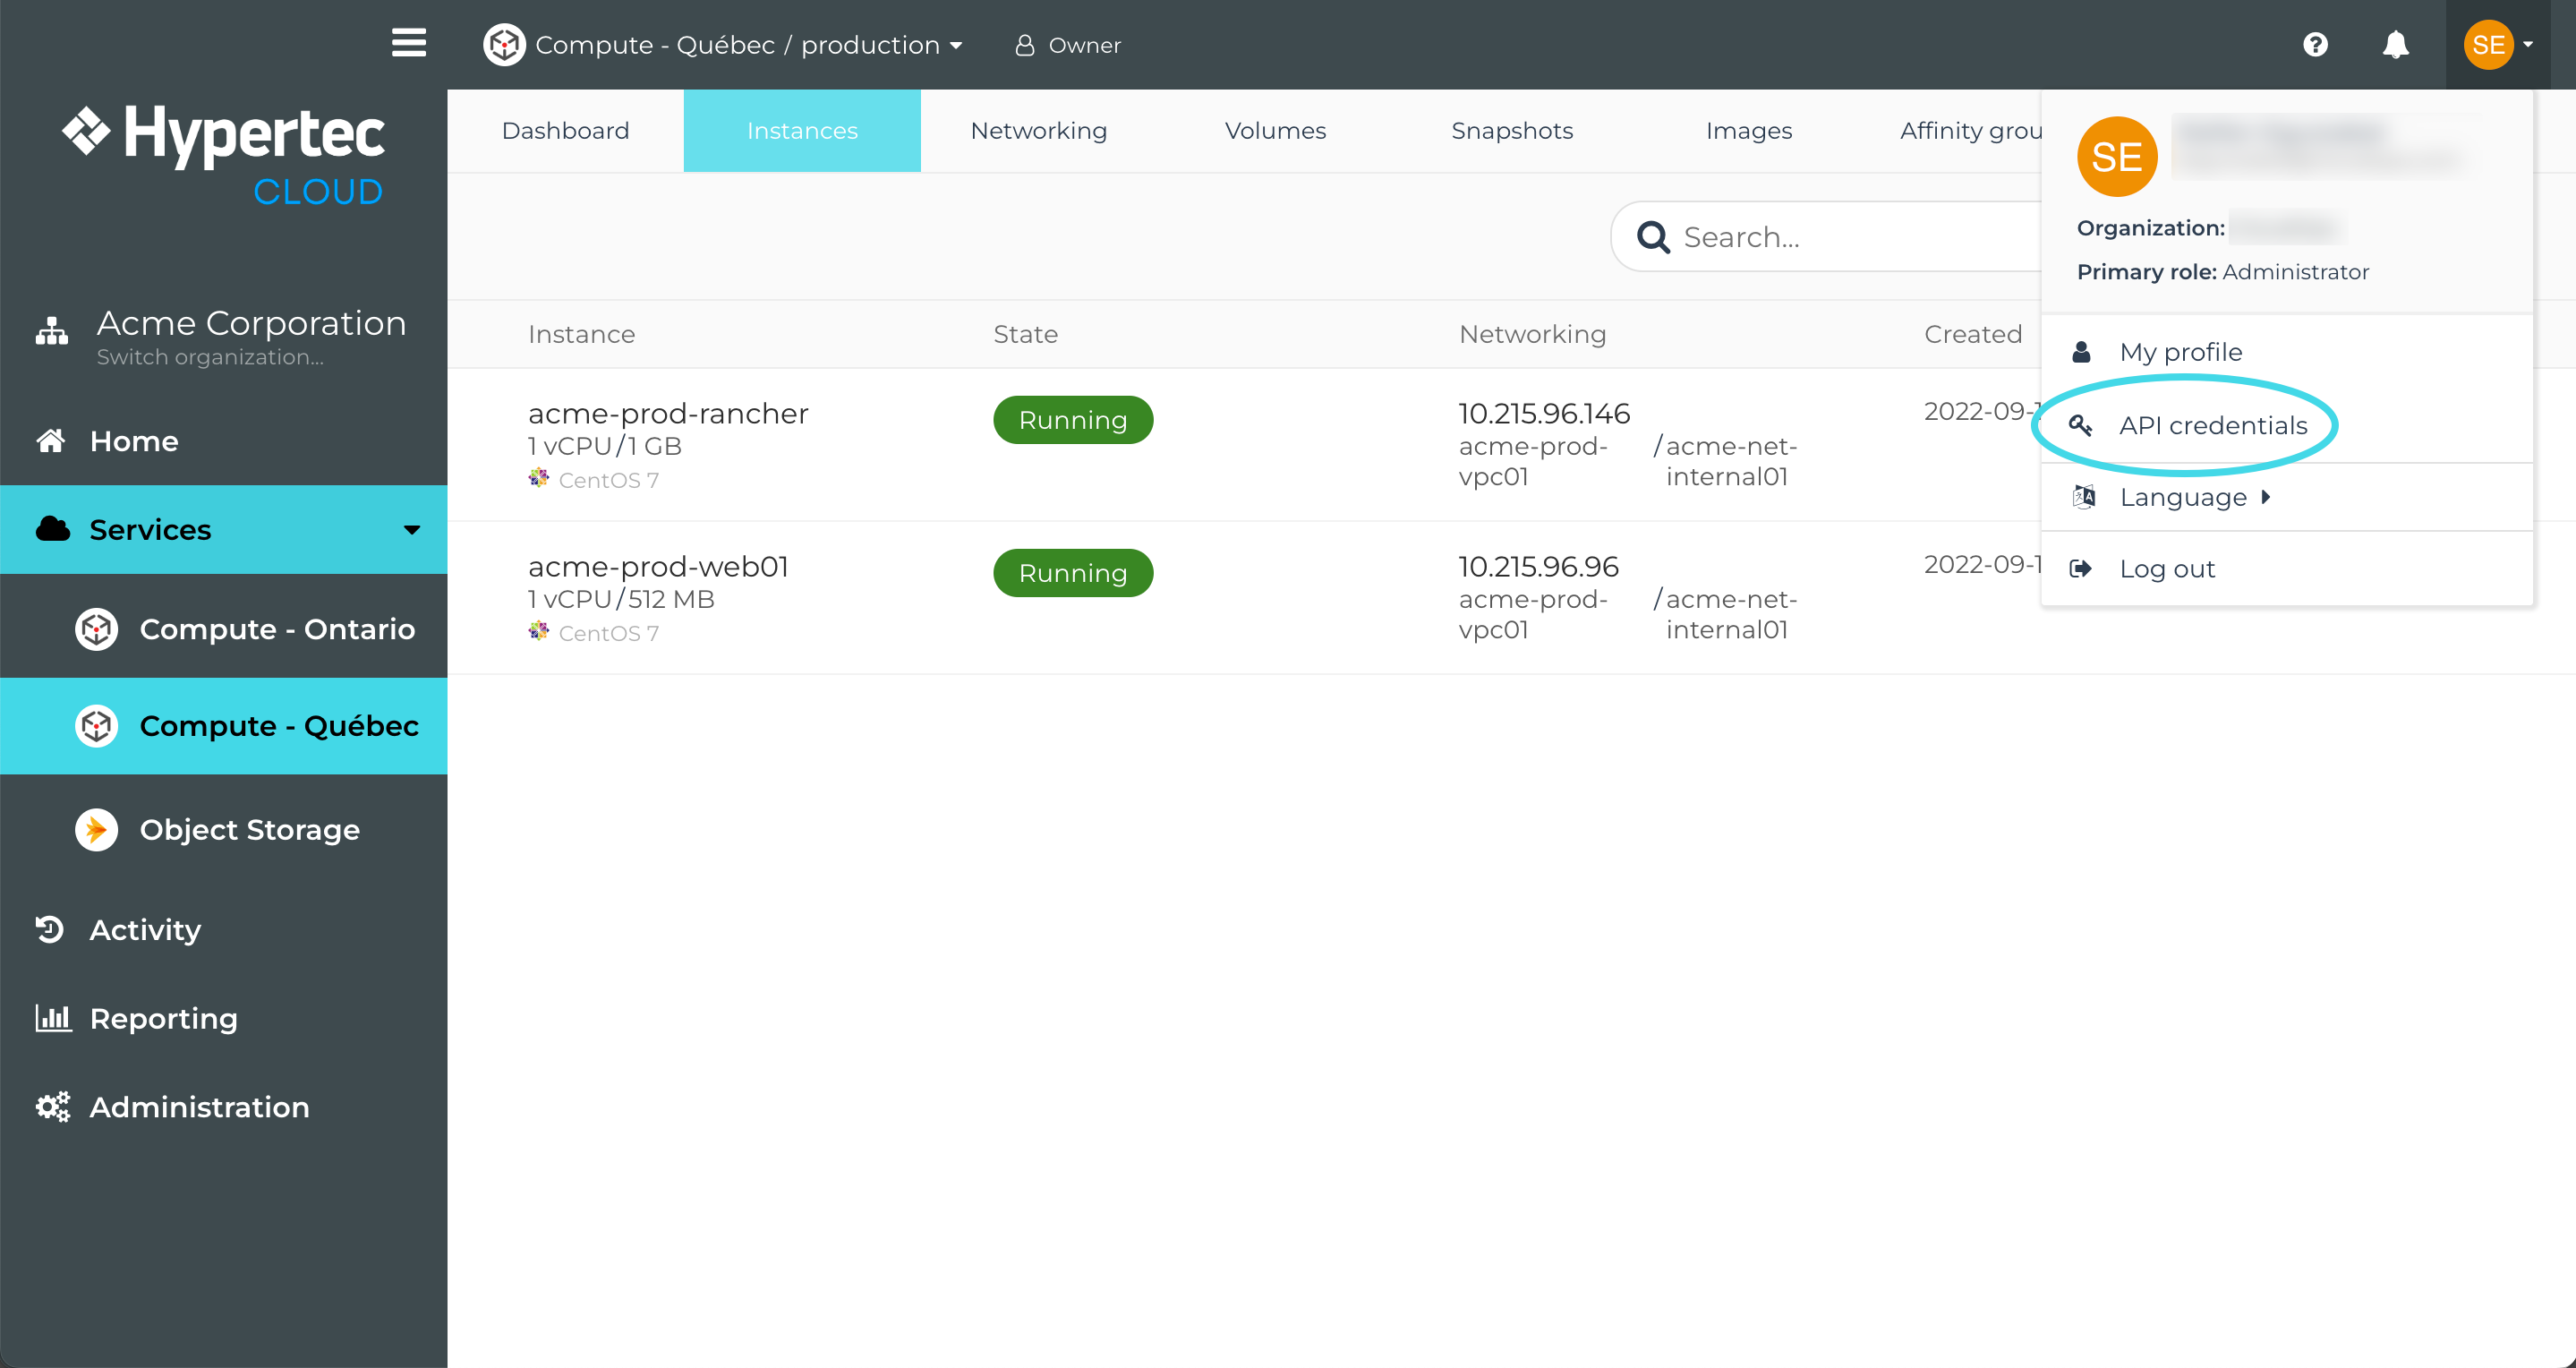 Compute - Québec / production
Owner
SE
Hypertec
CLOUD
Acme Corporation
Switch organization...
Home
Services
Compute - Ontario
Compute - Québec
Object Storage
Activity
Reporting
Administration
Dashboard
Instances
Networking
Volumes
Snapshots
Images
Affinity grou
Search...
Instance
State
Networking
Created
acme-prod-rancher
1 vCPU/1 GB
CentOS 7
Running
10.215.96.146
acme-prod-vpc01
/acme-net-internal01
2022-09-1
acme-prod-web01
1 vCPU/512 MB
CentOS 7
Running
10.215.96.96
acme-prod-vpc01
/acme-net-internal01
2022-09-1
SE
Organization:
Primary role: Administrator
My profile
API credentials
Language
Log out